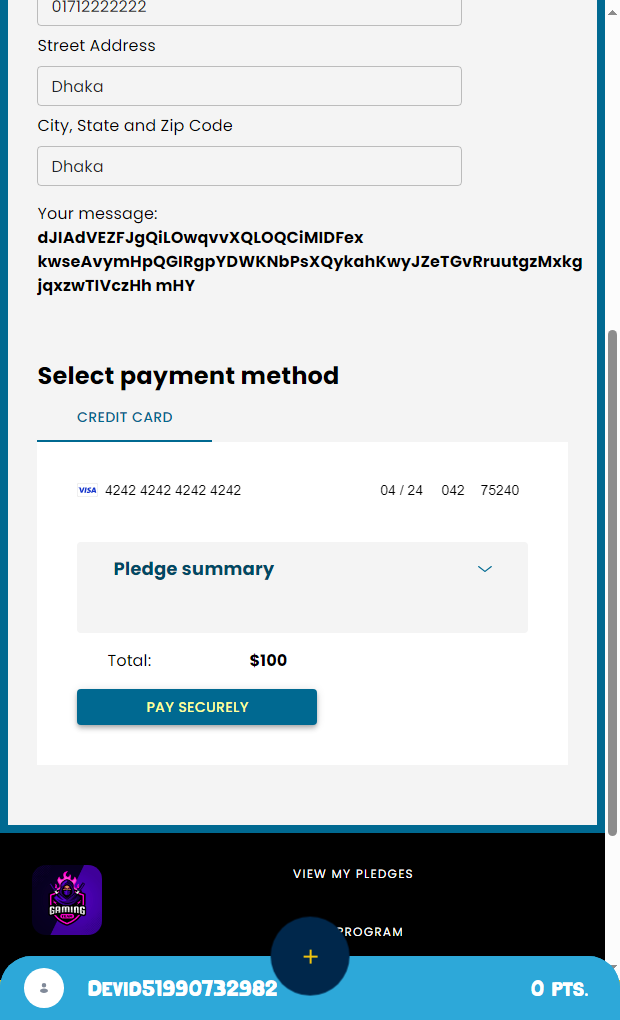 01712222222
Street Address
Dhaka
City, State and Zip Code
Dhaka
Your message:
dJIAdVEZFJgQiLOwqvvXQLOQCiMIDFex
kwseAvymHpQGIRgpYDWKNbPsXQykahKwyJZeTGvRruutgzMxkg
jqxzwTIVczHh mHY
Select payment method
CREDIT CARD
VISA 4242 4242 4242 4242 04 / 24 042 75240
Pledge summary
Total: $100
PAY SECURELY
VIEW MY PLEDGES
GAMING
PROGRAM
Devid51990732982 0 PTS.